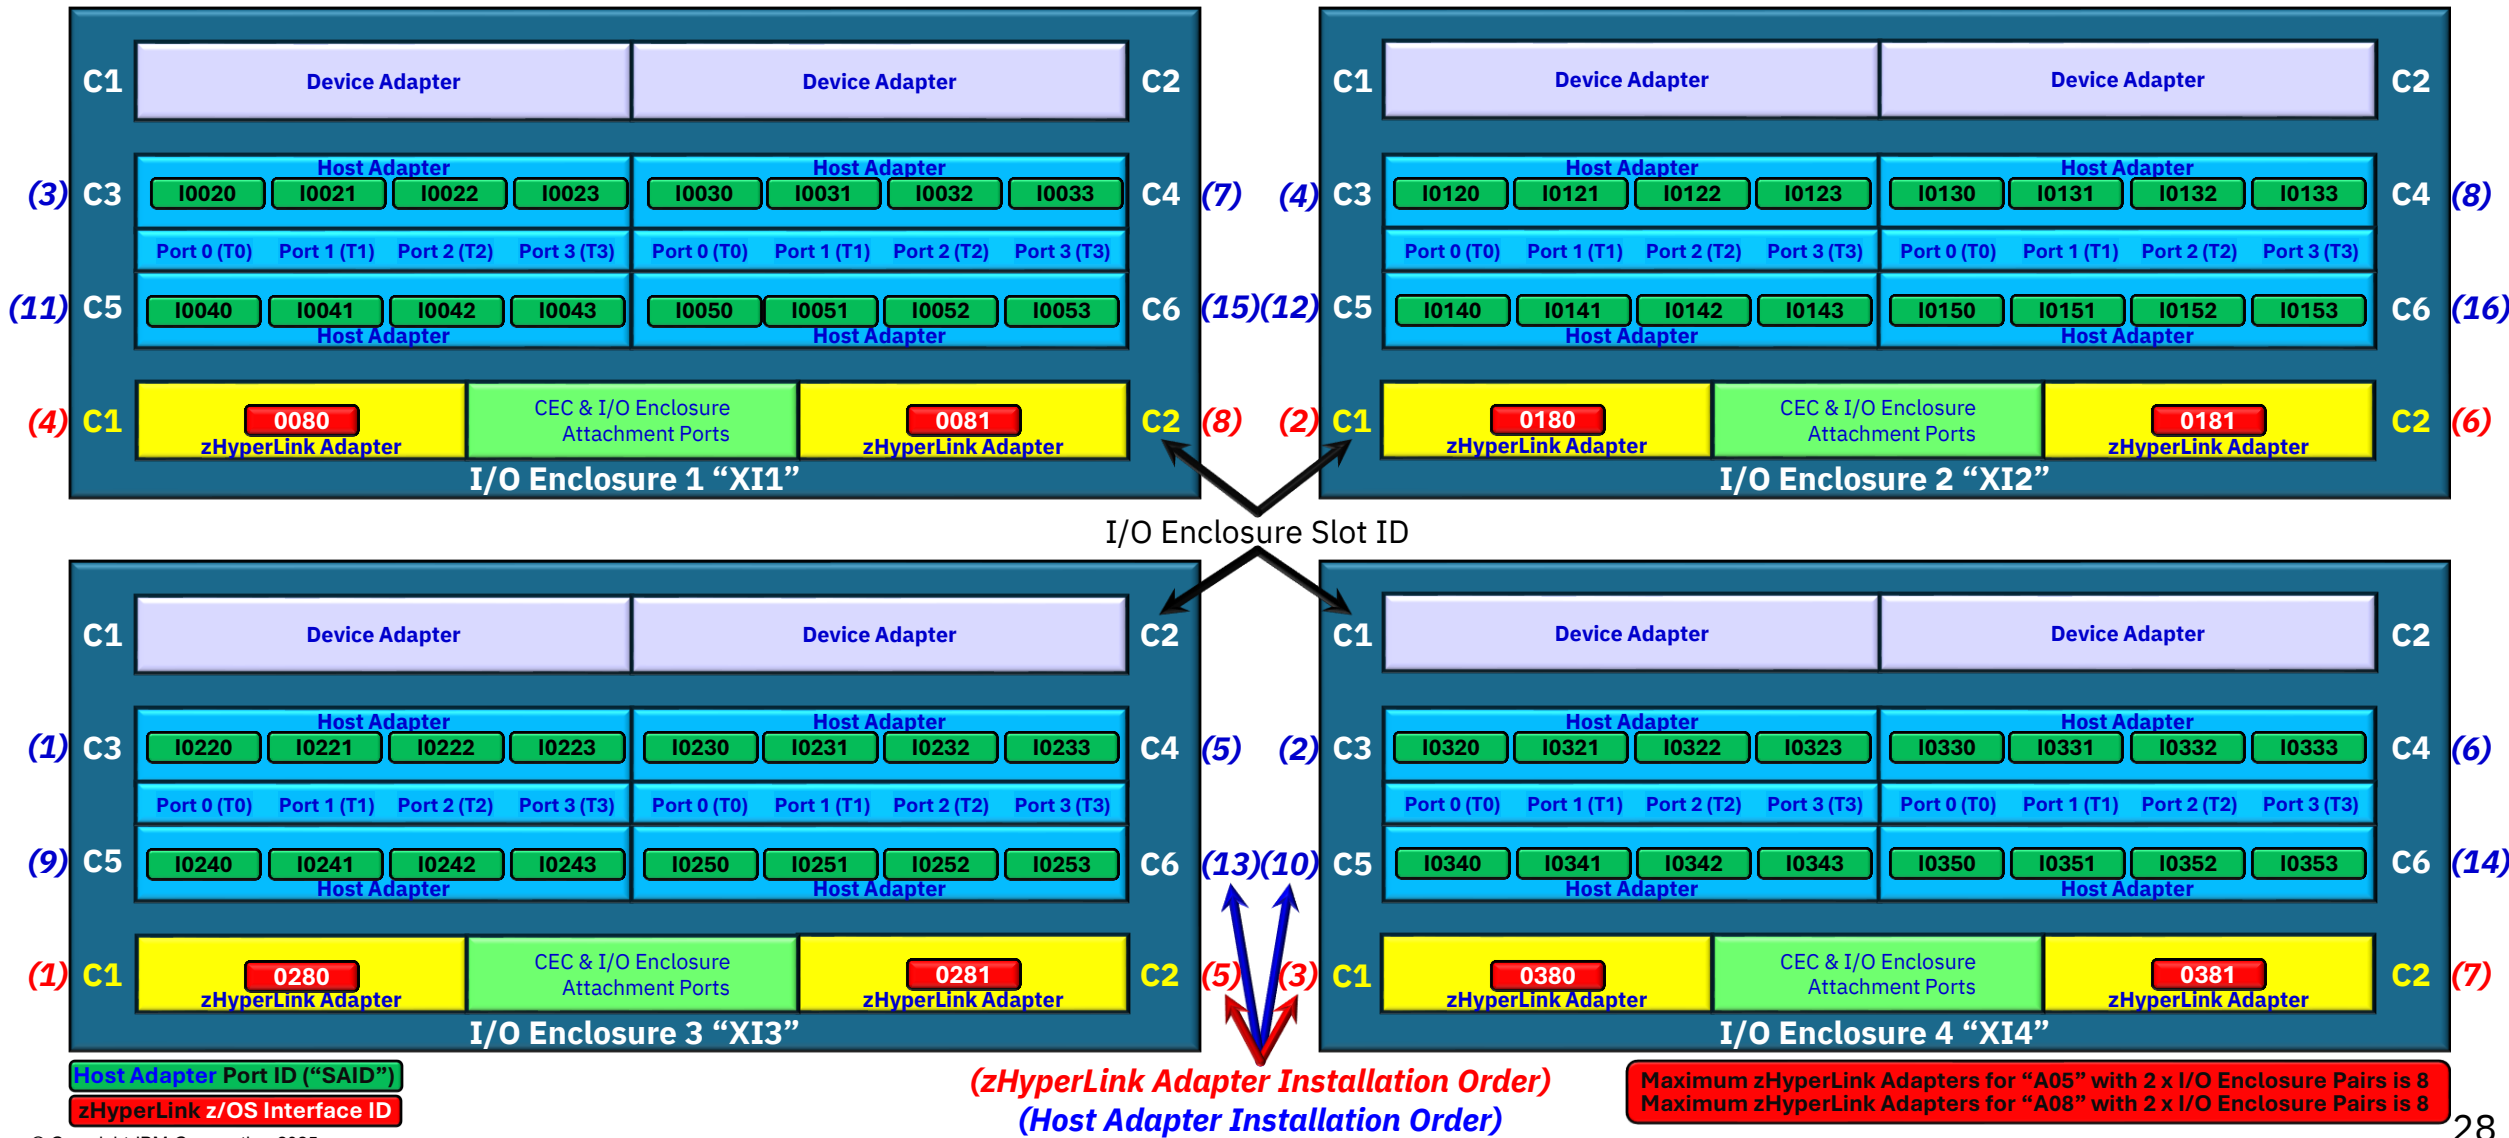 C1 Device Adapter Device Adapter C2
(3) C3 Host Adapter Host Adapter C4 (7)
I0020 I0021 I0022 I0023 I0030 I0031 I0032 I0033
Port 0 (T0) Port 1 (T1) Port 2 (T2) Port 3 (T3) Port 0 (T0) Port 1 (T1) Port 2 (T2) Port 3 (T3)
(11) C5 I0040 I0041 I0042 I0043 I0050 I0051 I0052 I0053 C6 (15)
Host Adapter Host Adapter
(4) C1 0080 CEC & I/O Enclosure 0081 C2 (8)
zHyperLink Adapter Attachment Ports zHyperLink Adapter
I/O Enclosure 1 “XI1”
C1 Device Adapter Device Adapter C2
(4) C3 Host Adapter Host Adapter C4 (8)
I0120 I0121 I0122 I0123 I0130 I0131 I0132 I0133
Port 0 (T0) Port 1 (T1) Port 2 (T2) Port 3 (T3) Port 0 (T0) Port 1 (T1) Port 2 (T2) Port 3 (T3)
(12) C5 I0140 I0141 I0142 I0143 I0150 I0151 I0152 I0153 C6 (16)
Host Adapter Host Adapter
(2) C1 0180 CEC & I/O Enclosure 0181 C2 (6)
zHyperLink Adapter Attachment Ports zHyperLink Adapter
I/O Enclosure 2 “XI2”
I/O Enclosure Slot ID
C1 Device Adapter Device Adapter C2
(1) C3 Host Adapter Host Adapter C4 (5)
I0220 I0221 I0222 I0223 I0230 I0231 I0232 I0233
Port 0 (T0) Port 1 (T1) Port 2 (T2) Port 3 (T3) Port 0 (T0) Port 1 (T1) Port 2 (T2) Port 3 (T3)
(9) C5 I0240 I0241 I0242 I0243 I0250 I0251 I0252 I0253 C6 (13)
Host Adapter Host Adapter
(1) C1 0280 CEC & I/O Enclosure 0281 C2 (5)
zHyperLink Adapter Attachment Ports zHyperLink Adapter
I/O Enclosure 3 “XI3”
C1 Device Adapter Device Adapter C2
(2) C3 Host Adapter Host Adapter C4 (6)
I0320 I0321 I0322 I0323 I0330 I0331 I0332 I0333
Port 0 (T0) Port 1 (T1) Port 2 (T2) Port 3 (T3) Port 0 (T0) Port 1 (T1) Port 2 (T2) Port 3 (T3)
(10) C5 I0340 I0341 I0342 I0343 I0350 I0351 I0352 I0353 C6 (14)
Host Adapter Host Adapter
(3) C1 0380 CEC & I/O Enclosure 0381 C2 (7)
zHyperLink Adapter Attachment Ports zHyperLink Adapter
I/O Enclosure 4 “XI4”
Host Adapter Port ID (“SAID”)
zHyperLink z/OS Interface ID
(zHyperLink Adapter Installation Order)
(Host Adapter Installation Order)
Maximum zHyperLink Adapters for “A05” with 2 x I/O Enclosure Pairs is 8
Maximum zHyperLink Adapters for “A08” with 2 x I/O Enclosure Pairs is 8
28